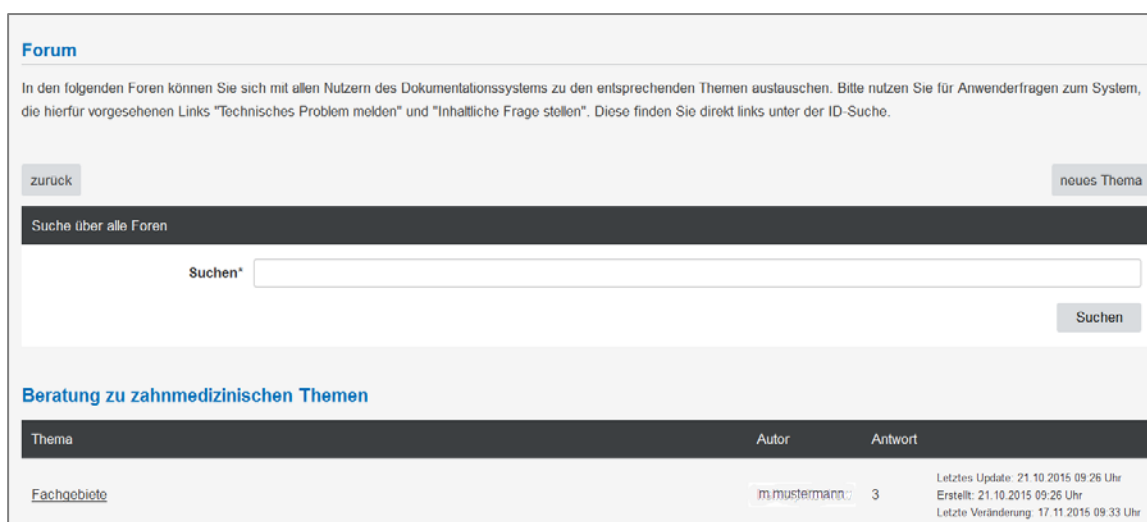 Forum
In den folgenden Foren können Sie sich mit allen Nutzern des Dokumentationssystems zu den entsprechenden Themen austauschen. Bitte nutzen Sie für Anwenderfragen zum System,
die hierfür vorgesehenen Links "Technisches Problem melden" und "Inhaltliche Frage stellen". Diese finden Sie direkt links unter der ID-Suche.
zurück neues Thema
Suche über alle Foren
Suchen*
Suchen
Beratung zu zahnmedizinischen Themen
Thema Autor Antwort
Letztes Update: 21.10.2015 09:26 Uhr
Fachgebiete m.mustermann 3 Erstellt: 21.10.2015 09:26 Uhr
Letzte Veränderung: 17.11.2015 09:33 Uhr